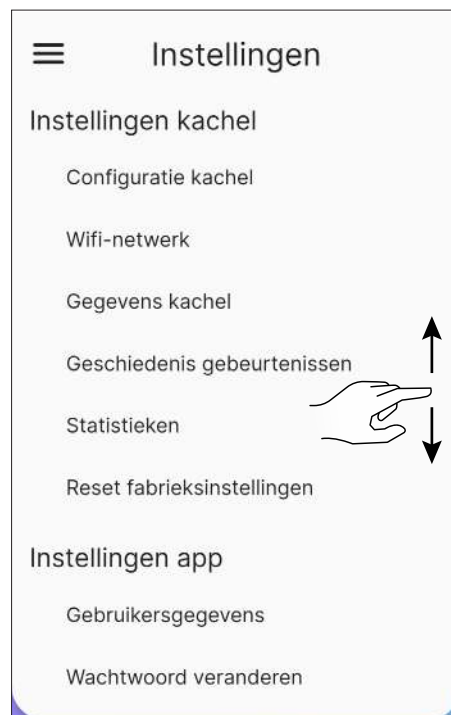 Instellingen
Instellingen kachel
Configuratie kachel
Wifi-netwerk
Gegevens kachel
Geschiedenis gebeurtenissen
Statistieken
Reset fabrieksinstellingen
Instellingen app
Gebruikersgegevens
Wachtwoord veranderen